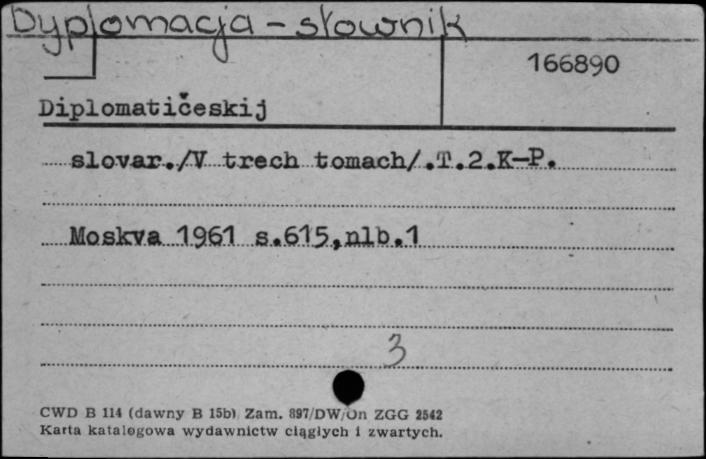 Dyplomacja - słownik
166890
Diplomatičeskij
slovar./V trech tomach/.T.2.K-P.
Moskva 1961 s.615,nlb.1
3
CWD B 114 (dawny B 15b) Zam. 897/DW/On ZGG 2542
Karta katalogowa wydawnictw ciągłych i zwartych.